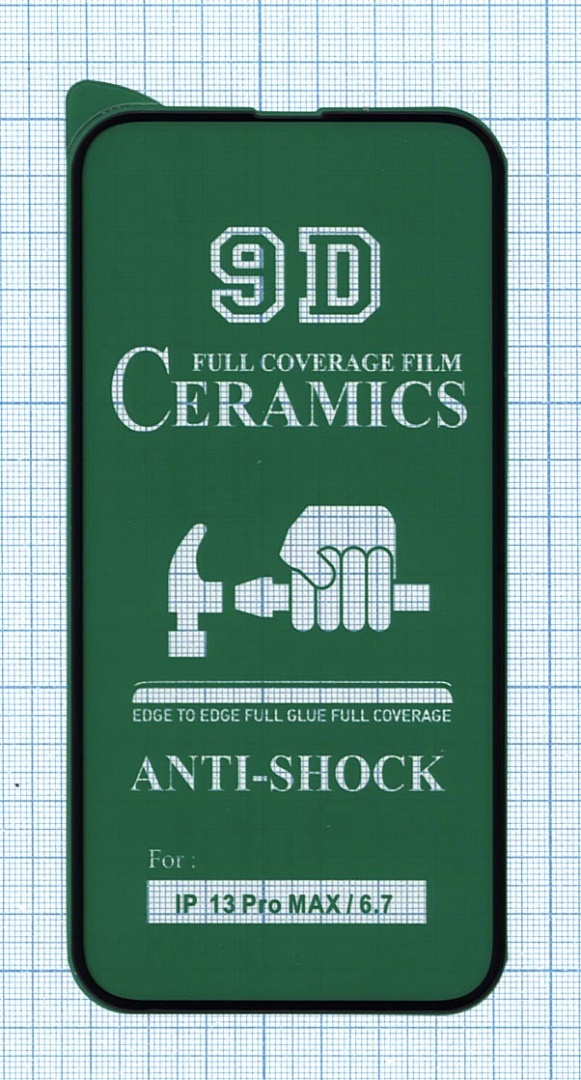 9D
FULL COVERAGE FILM
CERAMICS
EDGE TO EDGE FULL GLUE FULL COVERAGE
ANTI-SHOCK
For :
IP 13 Pro MAX / 6.7